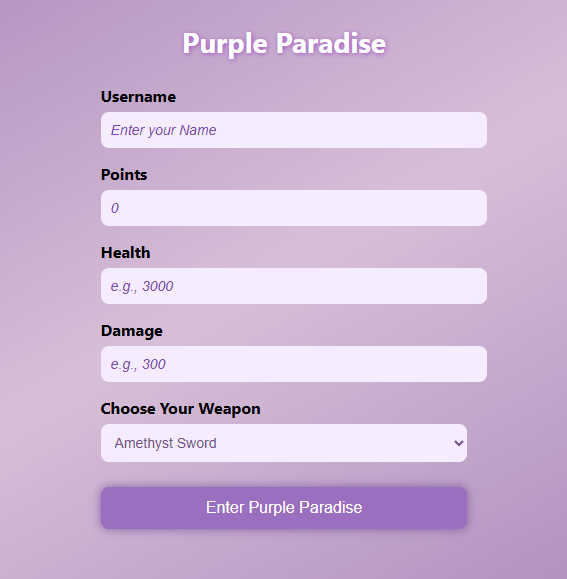 Purple Paradise
Username
Enter your Name
Points
0
Health
e.g., 3000
Damage
e.g., 300
Choose Your Weapon
Amethyst Sword
Enter Purple Paradise